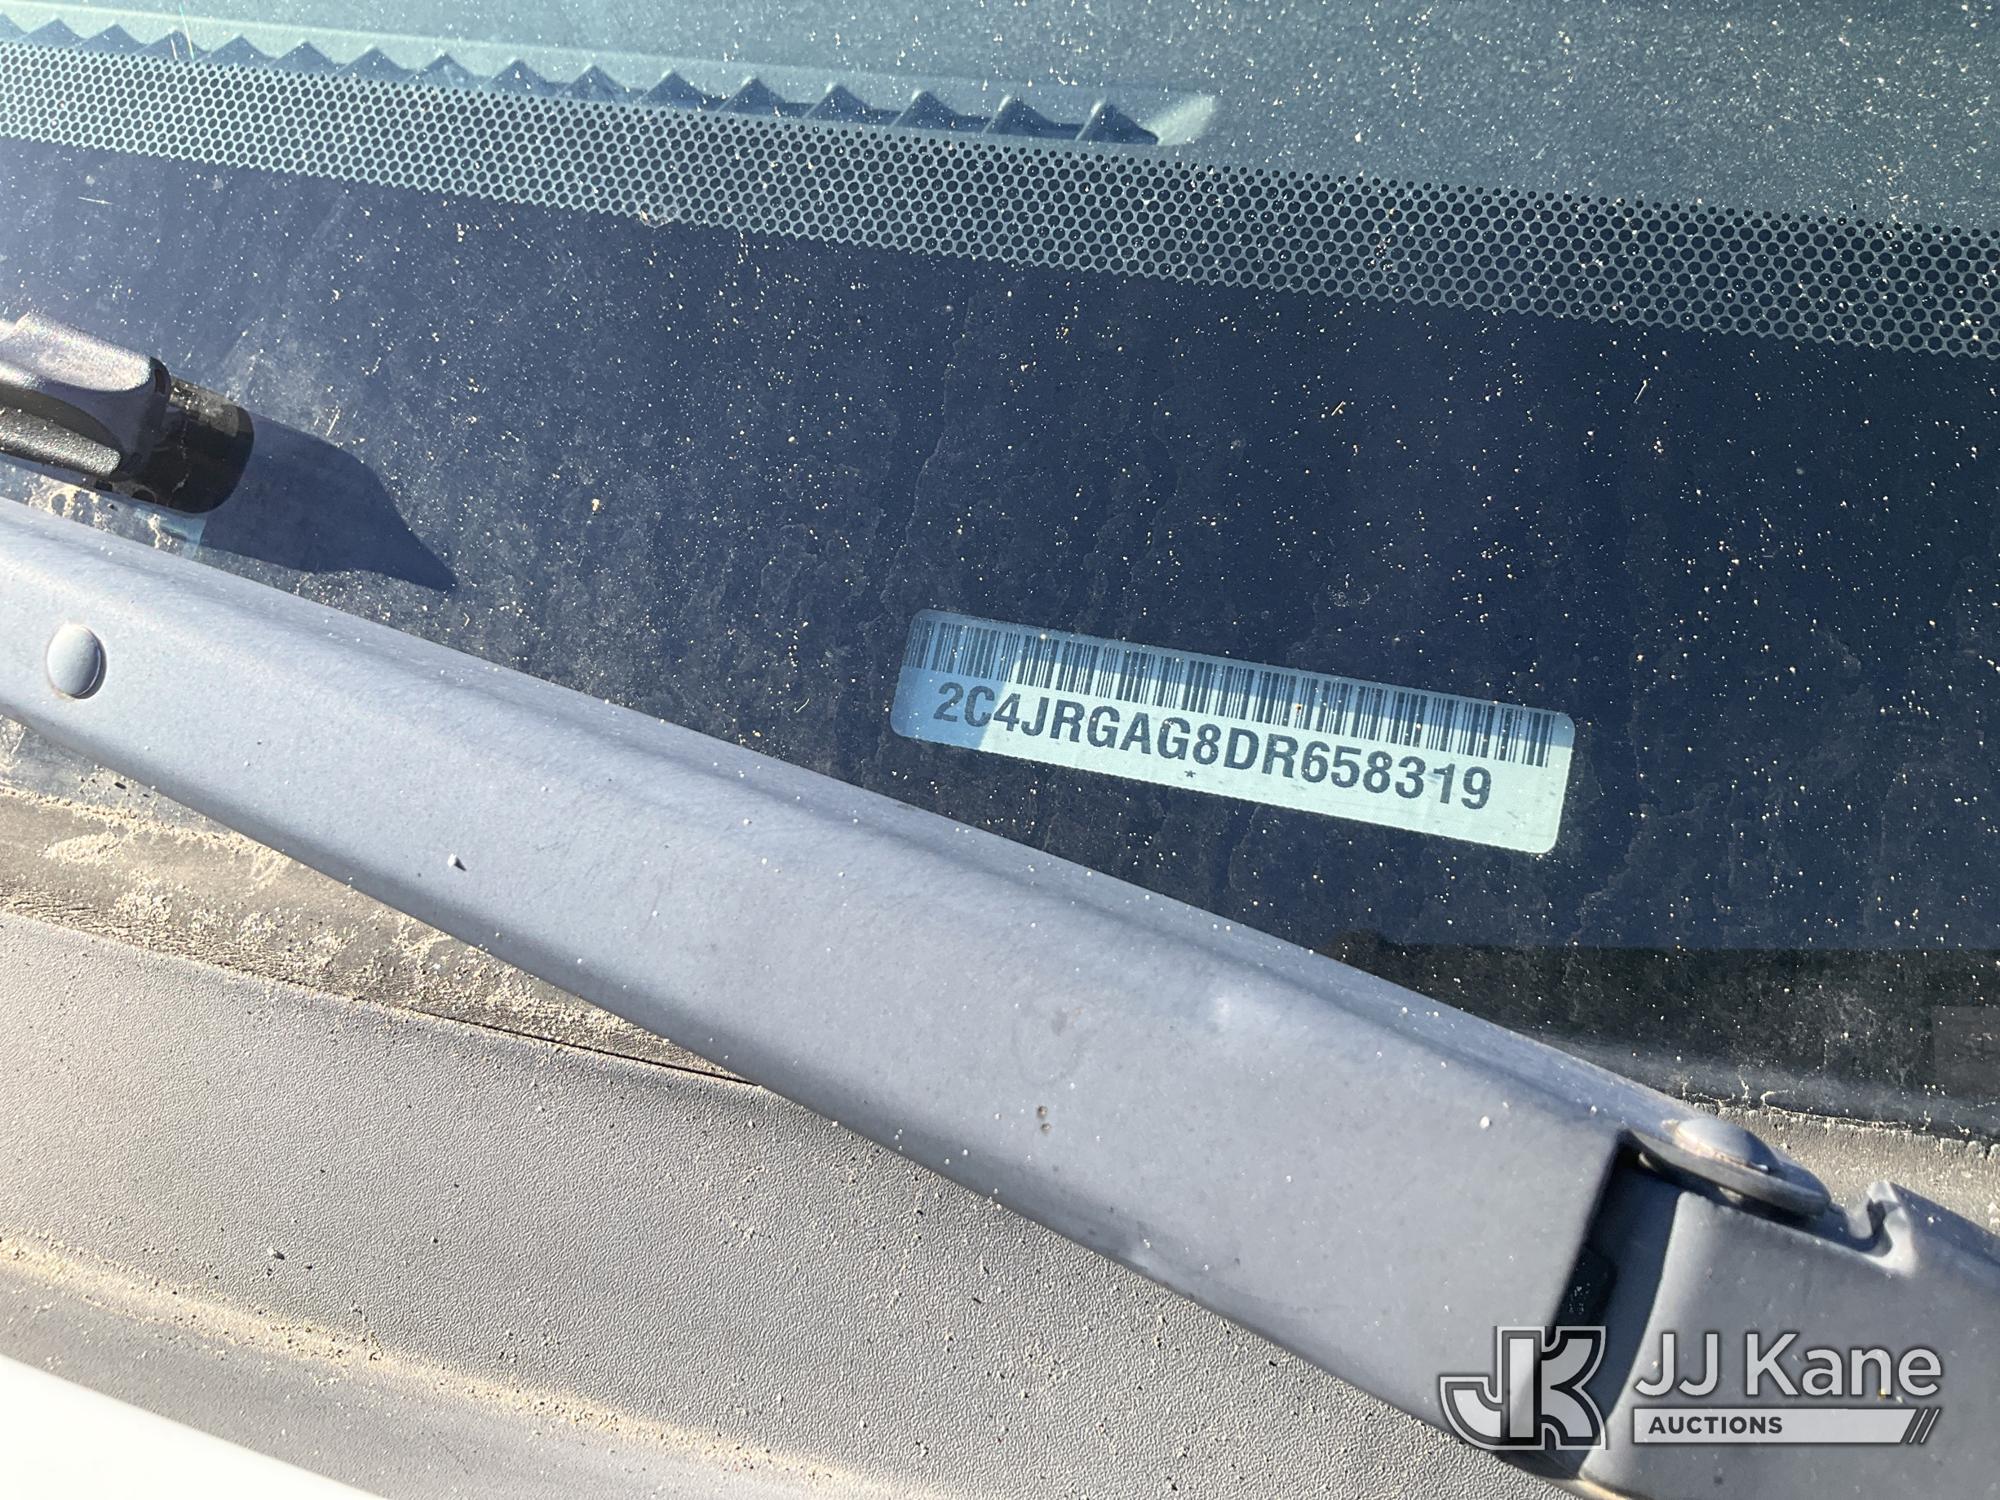 2C4JRGAG8DR658319
*
JJ Kane
AUCTIONS